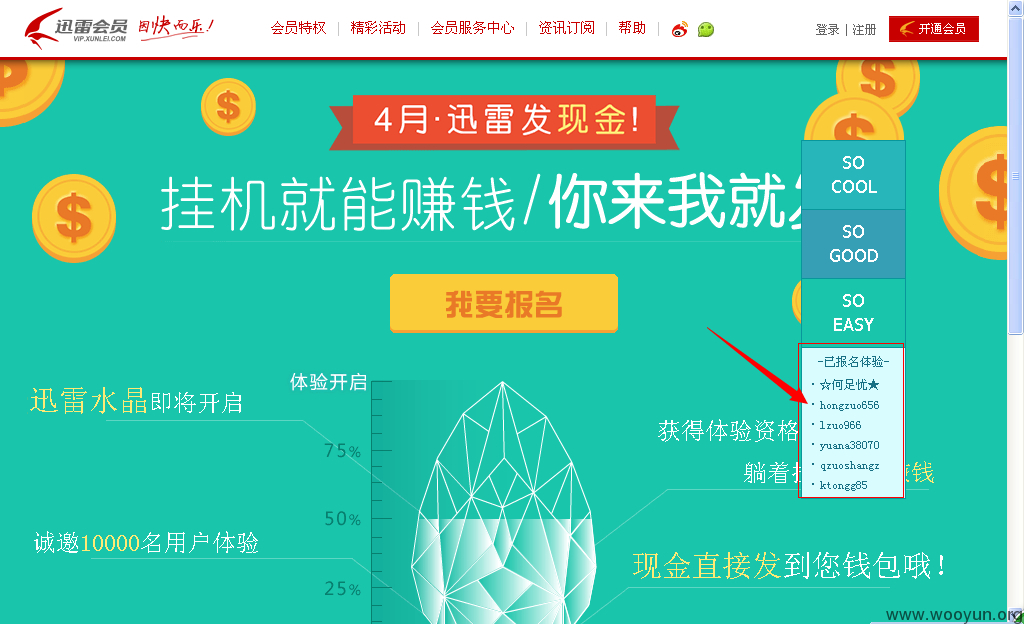 迅雷会员
VIP.XUNLEI.COM
因快而乐！
会员特权
精彩活动
会员服务中心
资讯订阅
帮助
登录 | 注册
开通会员
4月·迅雷发现金!
挂机就能赚钱/你来我就发
SO
COOL
SO
GOOD
SO
EASY
我要报名
-已报名体验-
· ☆何足忧★
· hongzuo656
· lzuo966
· yuana38070
· qzuoshangz
· ktongg85
体验开启
迅雷水晶即将开启
75%
获得体验资格
躺着
赚钱
50%
诚邀10000名用户体验
现金直接发到您钱包哦!
25%
www.wooyun.org